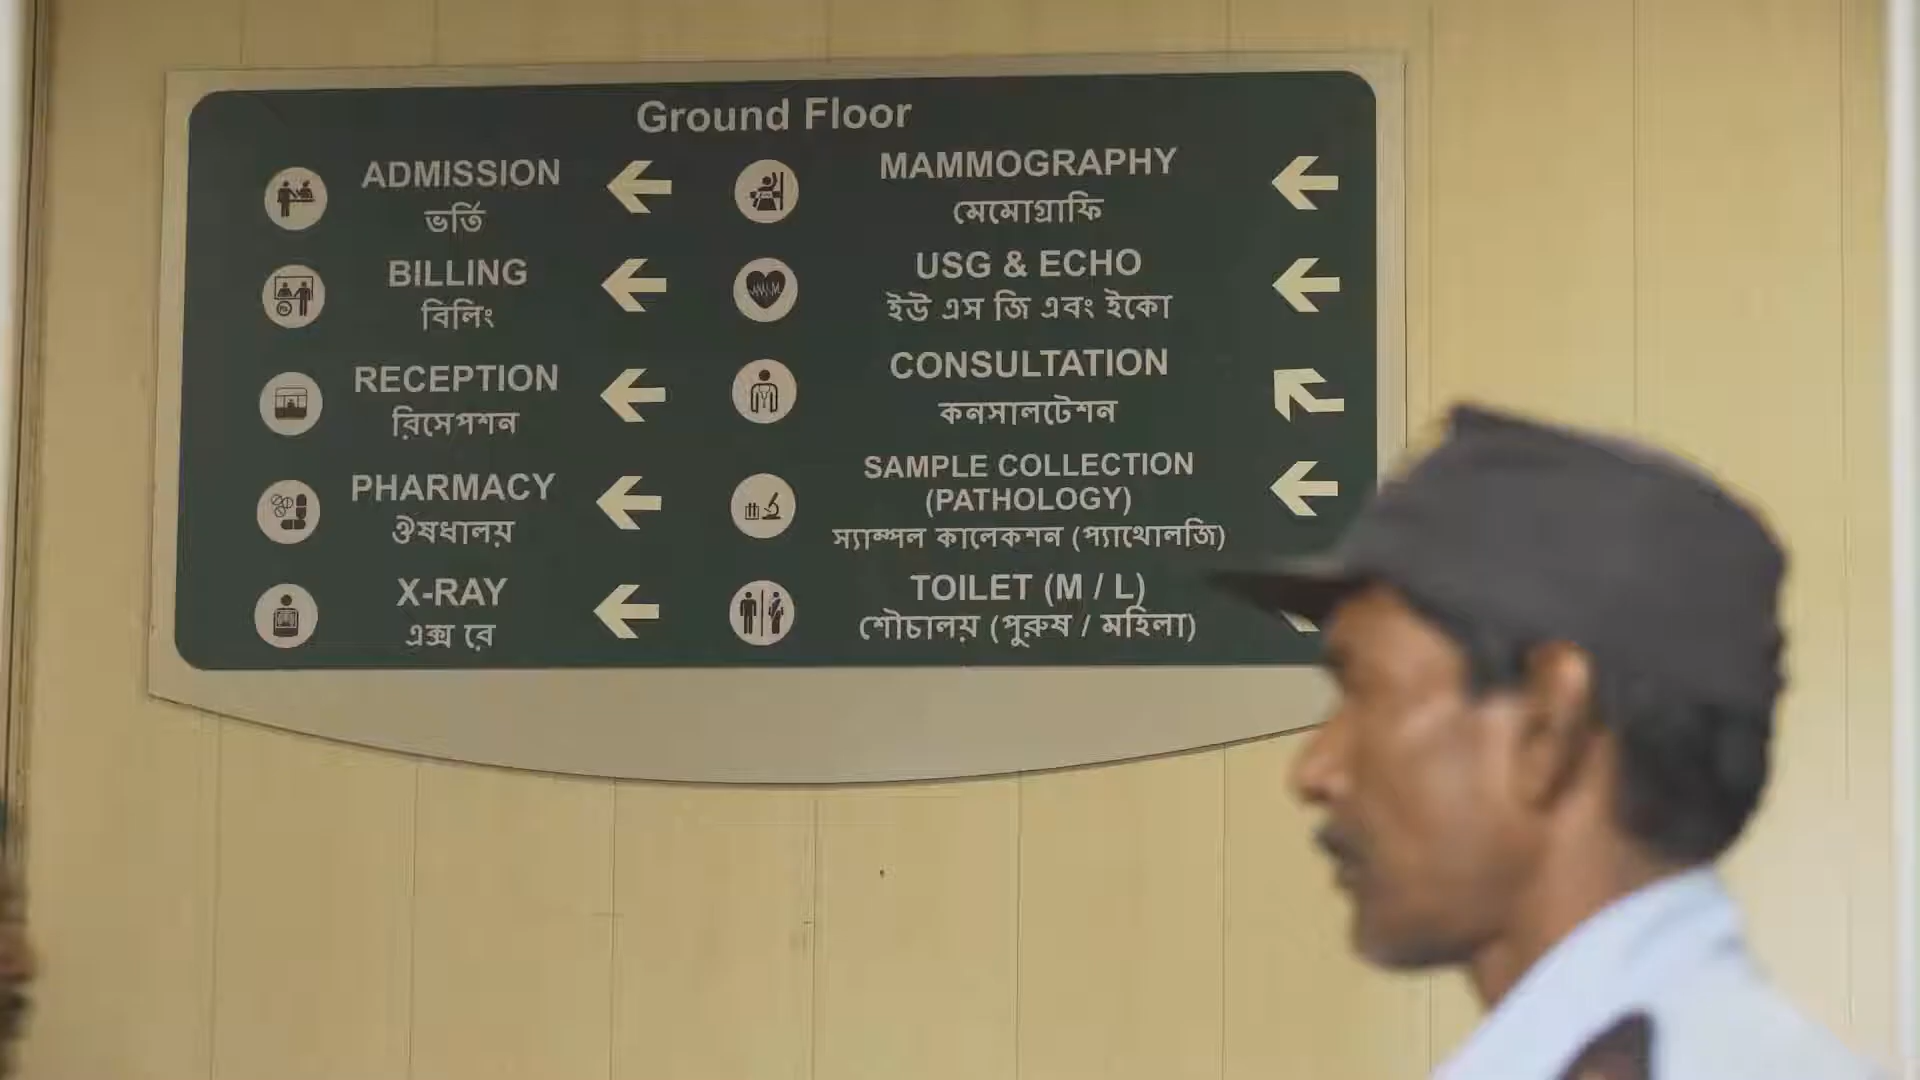 Ground Floor
ADMISSION
ভর্তি
BILLING
বিলিং
RECEPTION
রিসেপশন
PHARMACY
ঔষধালয়
X-RAY
এক্স রে
MAMMOGRAPHY
মেমোগ্রাফি
USG & ECHO
ইউ এস জি এবং ইকো
CONSULTATION
কনসালটেশন
SAMPLE COLLECTION
(PATHOLOGY)
স্যাম্পল কালেকশন (প্যাথোলজি)
TOILET (M / L)
শৌচালয় (পুরুষ / মহিলা)